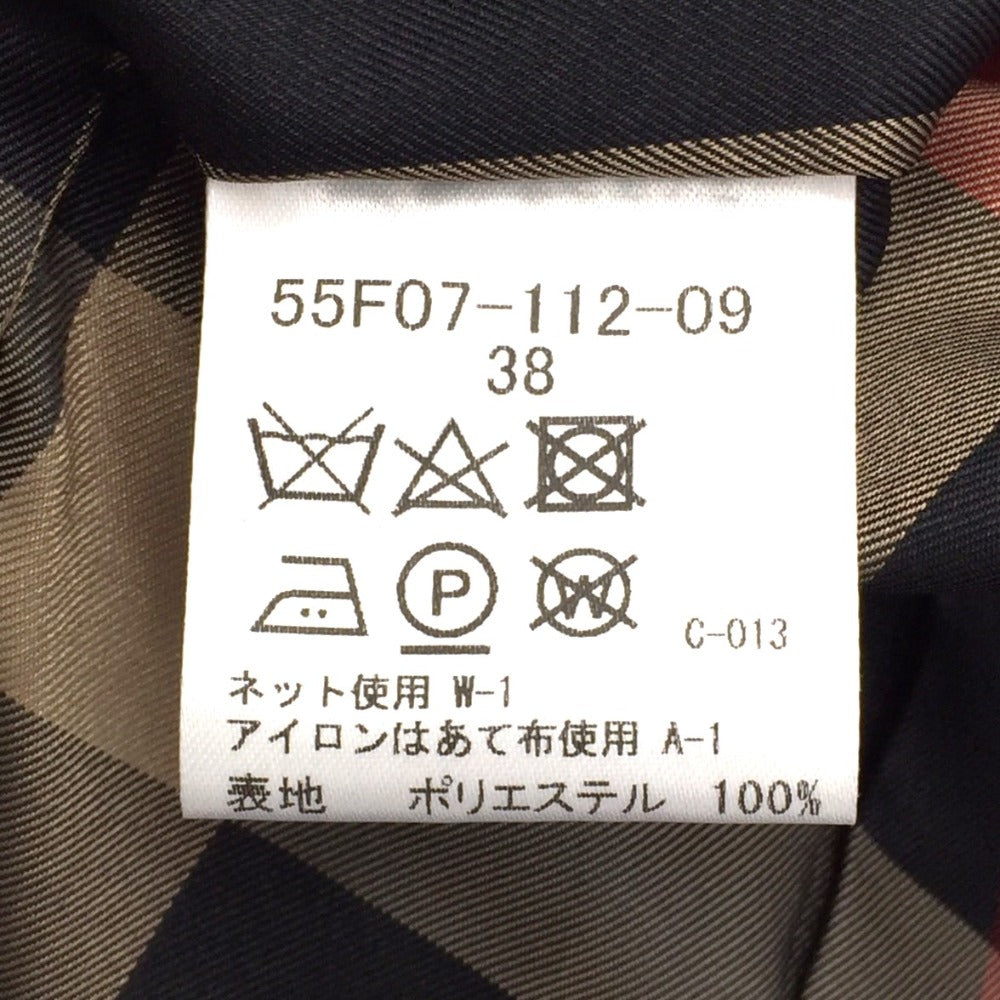 55F07-112-09
38
P W C-013
ネット使用 W-1
アイロンはあて布使用 A-1
表地 ポリエステル 100%